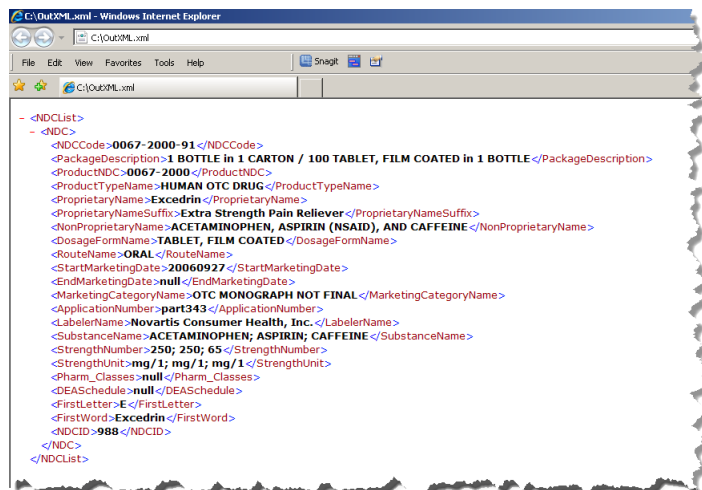 C:\OutXML.xml - Windows Internet Explorer
C:\OutXML.xml
File Edit View Favorites Tools Help Snagit
C:\OutXML.xml
- <NDCList>
- <NDC>
<NDCCode>0067-2000-91</NDCCode>
<PackageDescription>1 BOTTLE in 1 CARTON / 100 TABLET, FILM COATED in 1 BOTTLE</PackageDescription>
<ProductNDC>0067-2000</ProductNDC>
<ProductTypeName>HUMAN OTC DRUG</ProductTypeName>
<ProprietaryName>Excedrin</ProprietaryName>
<ProprietaryNameSuffix>Extra Strength Pain Reliever</ProprietaryNameSuffix>
<NonProprietaryName>ACETAMINOPHEN, ASPIRIN (NSAID), AND CAFFEINE</NonProprietaryName>
<DosageFormName>TABLET, FILM COATED</DosageFormName>
<RouteName>ORAL</RouteName>
<StartMarketingDate>20060927</StartMarketingDate>
<EndMarketingDate>null</EndMarketingDate>
<MarketingCategoryName>OTC MONOGRAPH NOT FINAL</MarketingCategoryName>
<ApplicationNumber>part343</ApplicationNumber>
<LabelerName>Novartis Consumer Health, Inc.</LabelerName>
<SubstanceName>ACETAMINOPHEN; ASPIRIN; CAFFEINE</SubstanceName>
<StrengthNumber>250; 250; 65</StrengthNumber>
<StrengthUnit>mg/1; mg/1; mg/1</StrengthUnit>
<Pharm_Classes>null</Pharm_Classes>
<DEASchedule>null</DEASchedule>
<FirstLetter>E</FirstLetter>
<FirstWord>Excedrin</FirstWord>
<NDCID>988</NDCID>
</NDC>
</NDCList>